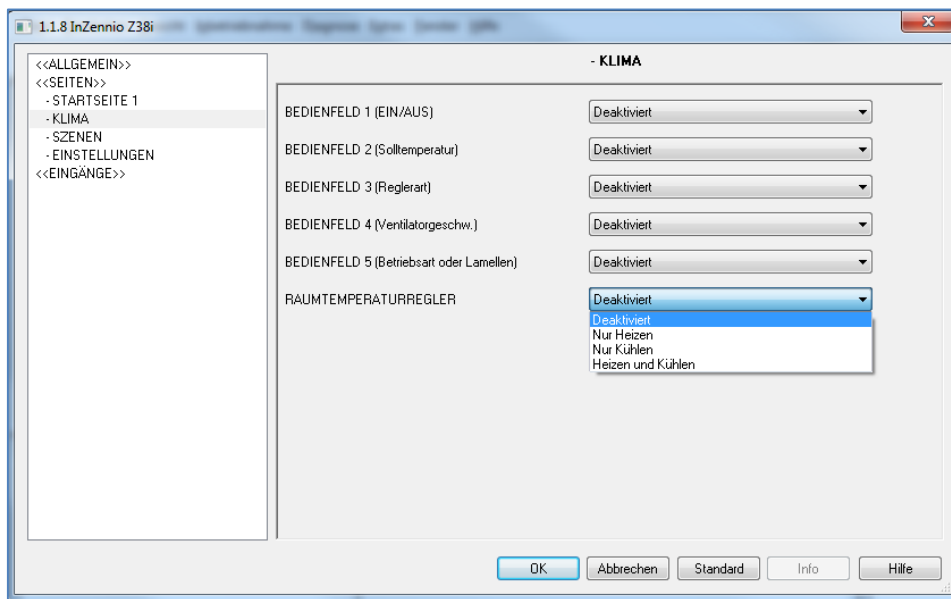 1.1.8 InZennio Z38i
<<ALLGEMEIN>>
<<SEITEN>>
- STARTSEITE 1
- KLIMA
- SZENEN
- EINSTELLUNGEN
<<EINGÄNGE>>
- KLIMA
BEDIENFELD 1 (EIN/AUS) Deaktiviert
BEDIENFELD 2 (Solltemperatur) Deaktiviert
BEDIENFELD 3 (Reglerart) Deaktiviert
BEDIENFELD 4 (Ventilatorgeschw.) Deaktiviert
BEDIENFELD 5 (Betriebsart oder Lamellen) Deaktiviert
RAUMTEMPERATURREGLER Deaktiviert
Deaktiviert
Nur Heizen
Nur Kühlen
Heizen und Kühlen
OK Abbrechen Standard Info Hilfe